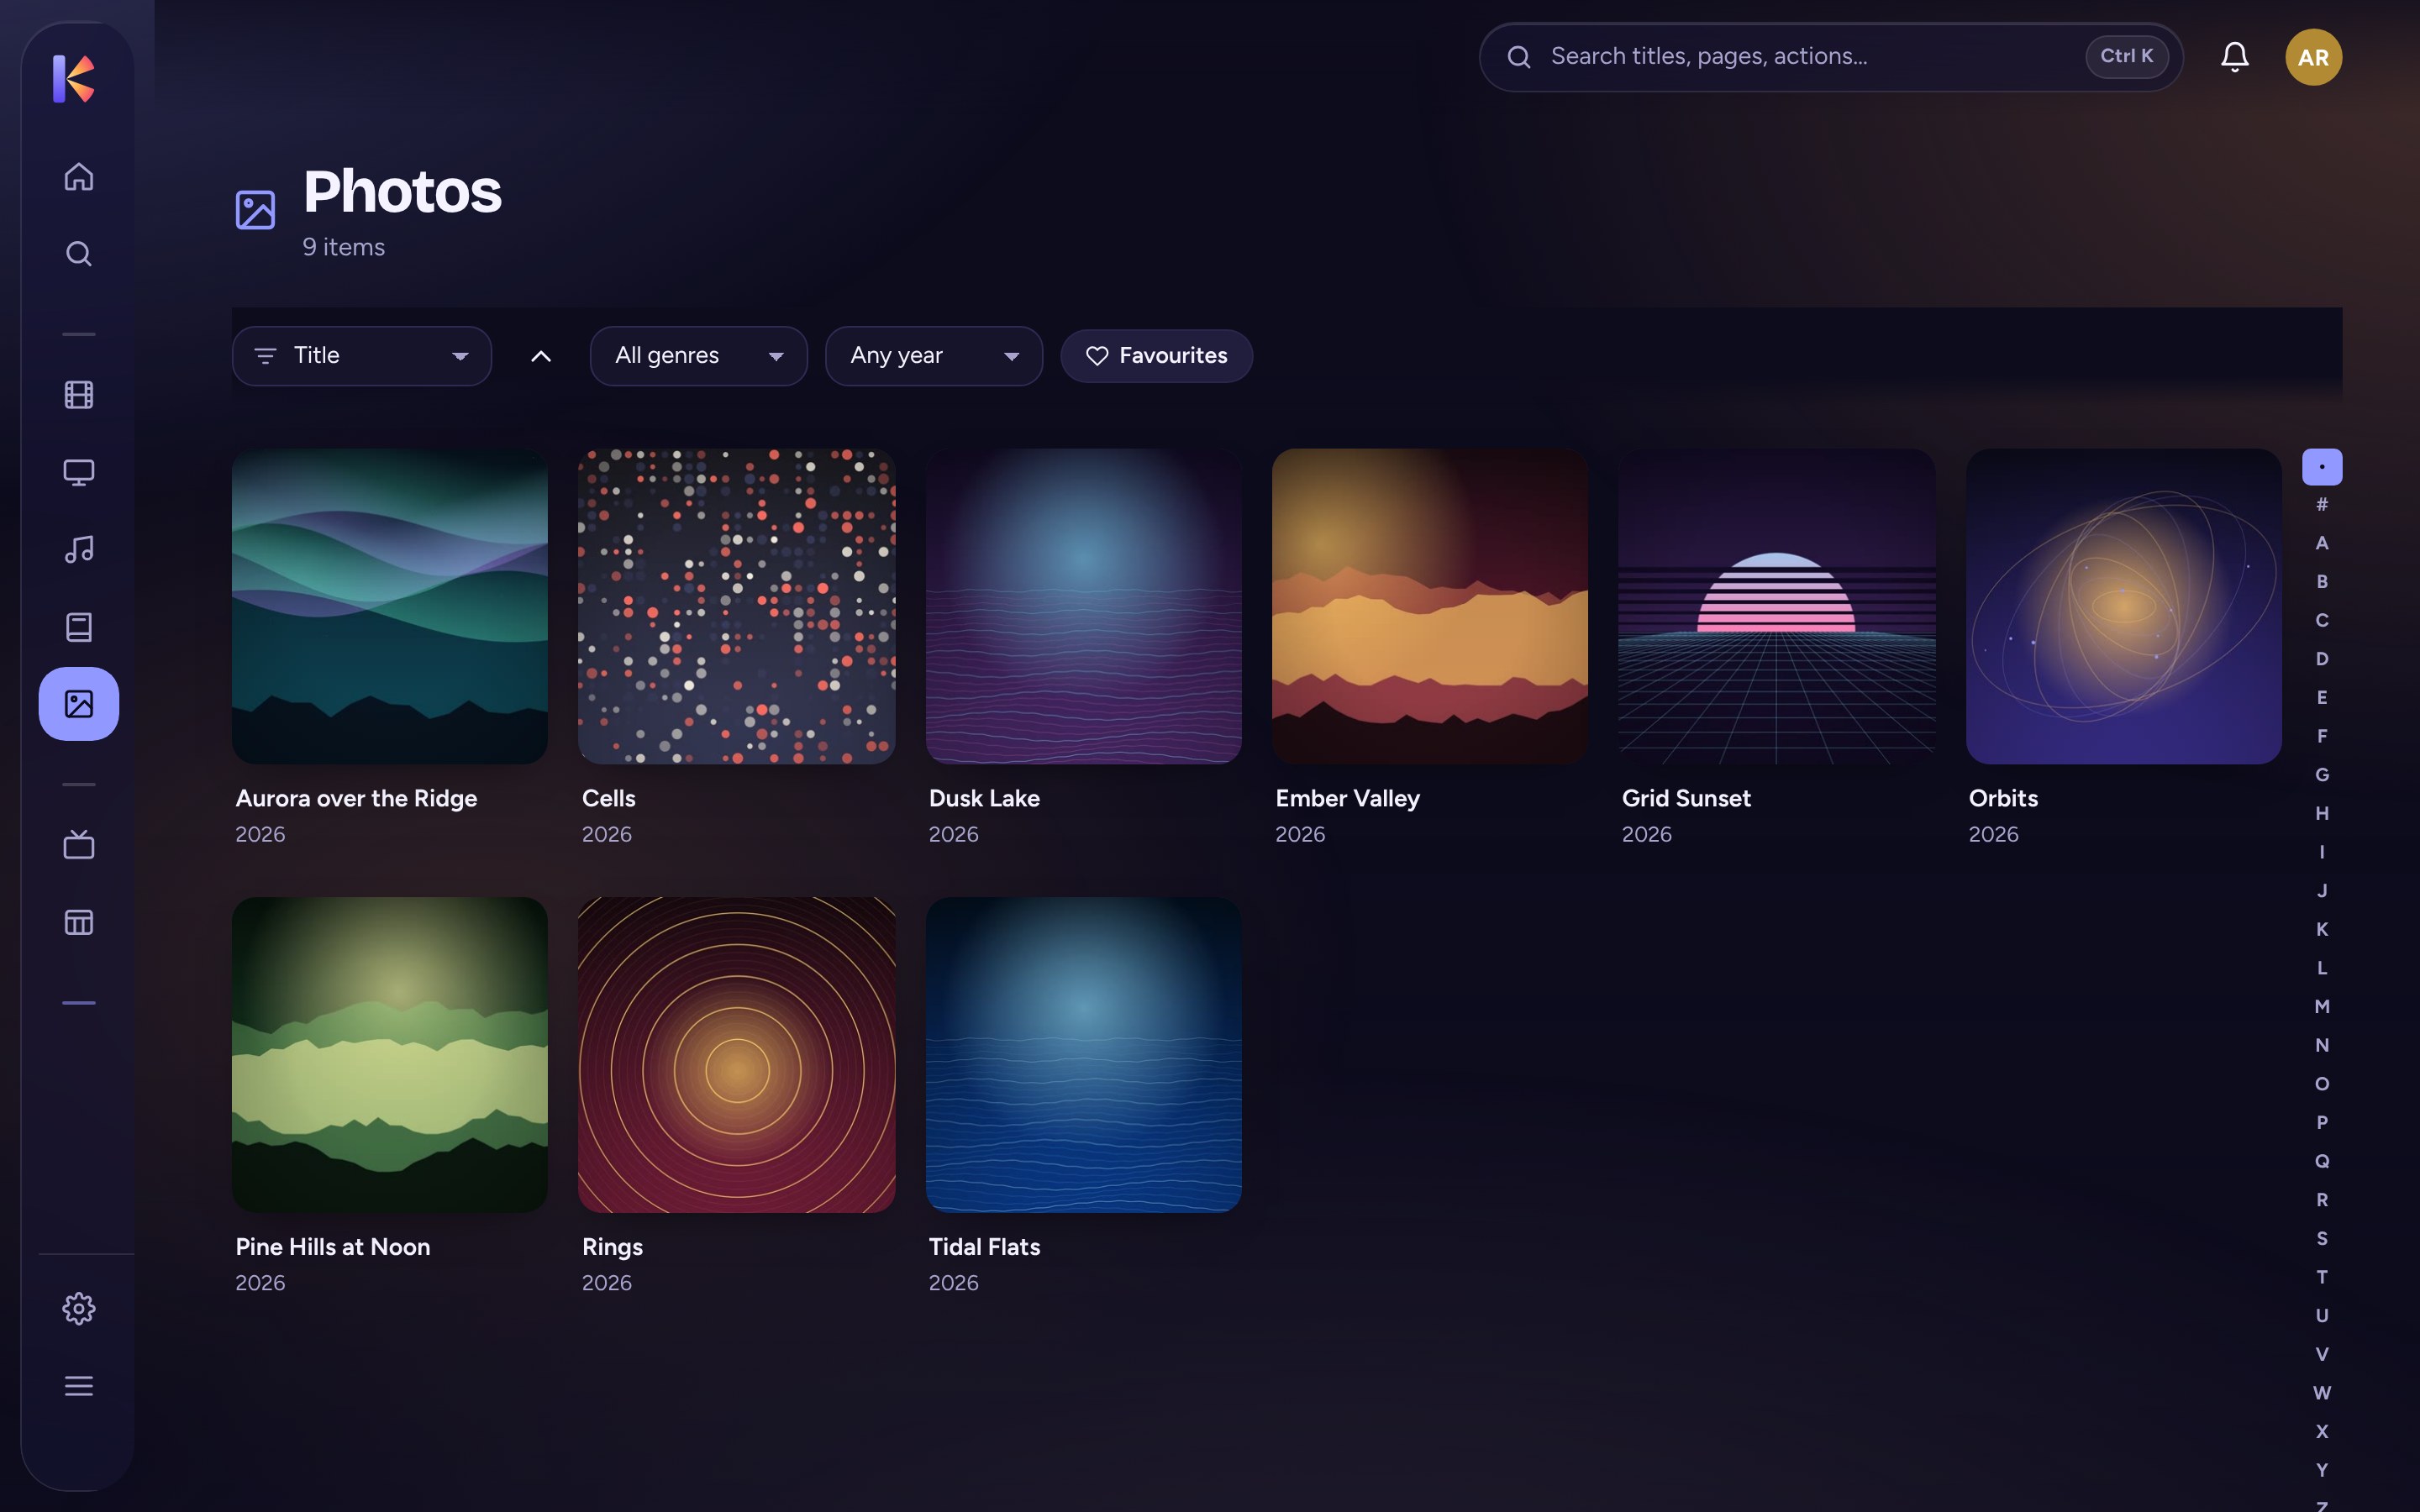 Search titles, pages, actions...
Ctrl K
AR
Photos
9 items
Title
All genres
Any year
Favourites
Aurora over the Ridge
2026
Cells
2026
Dusk Lake
2026
Ember Valley
2026
Grid Sunset
2026
Orbits
2026
Pine Hills at Noon
2026
Rings
2026
Tidal Flats
2026
•
#
A
B
C
D
E
F
G
H
I
J
K
L
M
N
O
P
Q
R
S
T
U
V
W
X
Y
Z